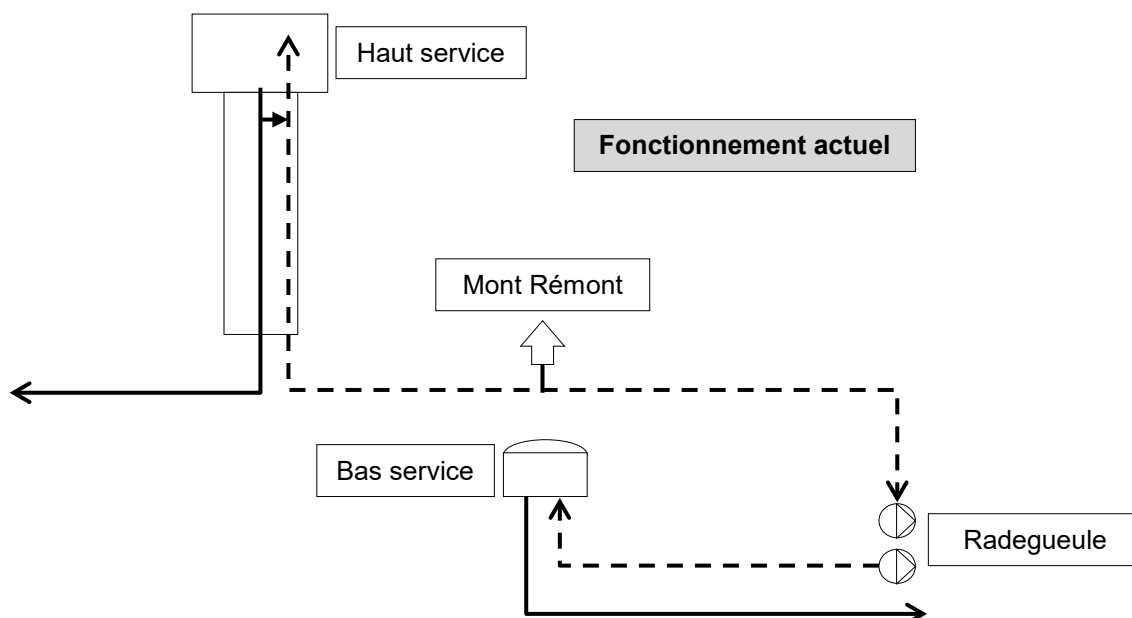 Haut service
Fonctionnement actuel
Mont Rémont
Bas service
Radegueule